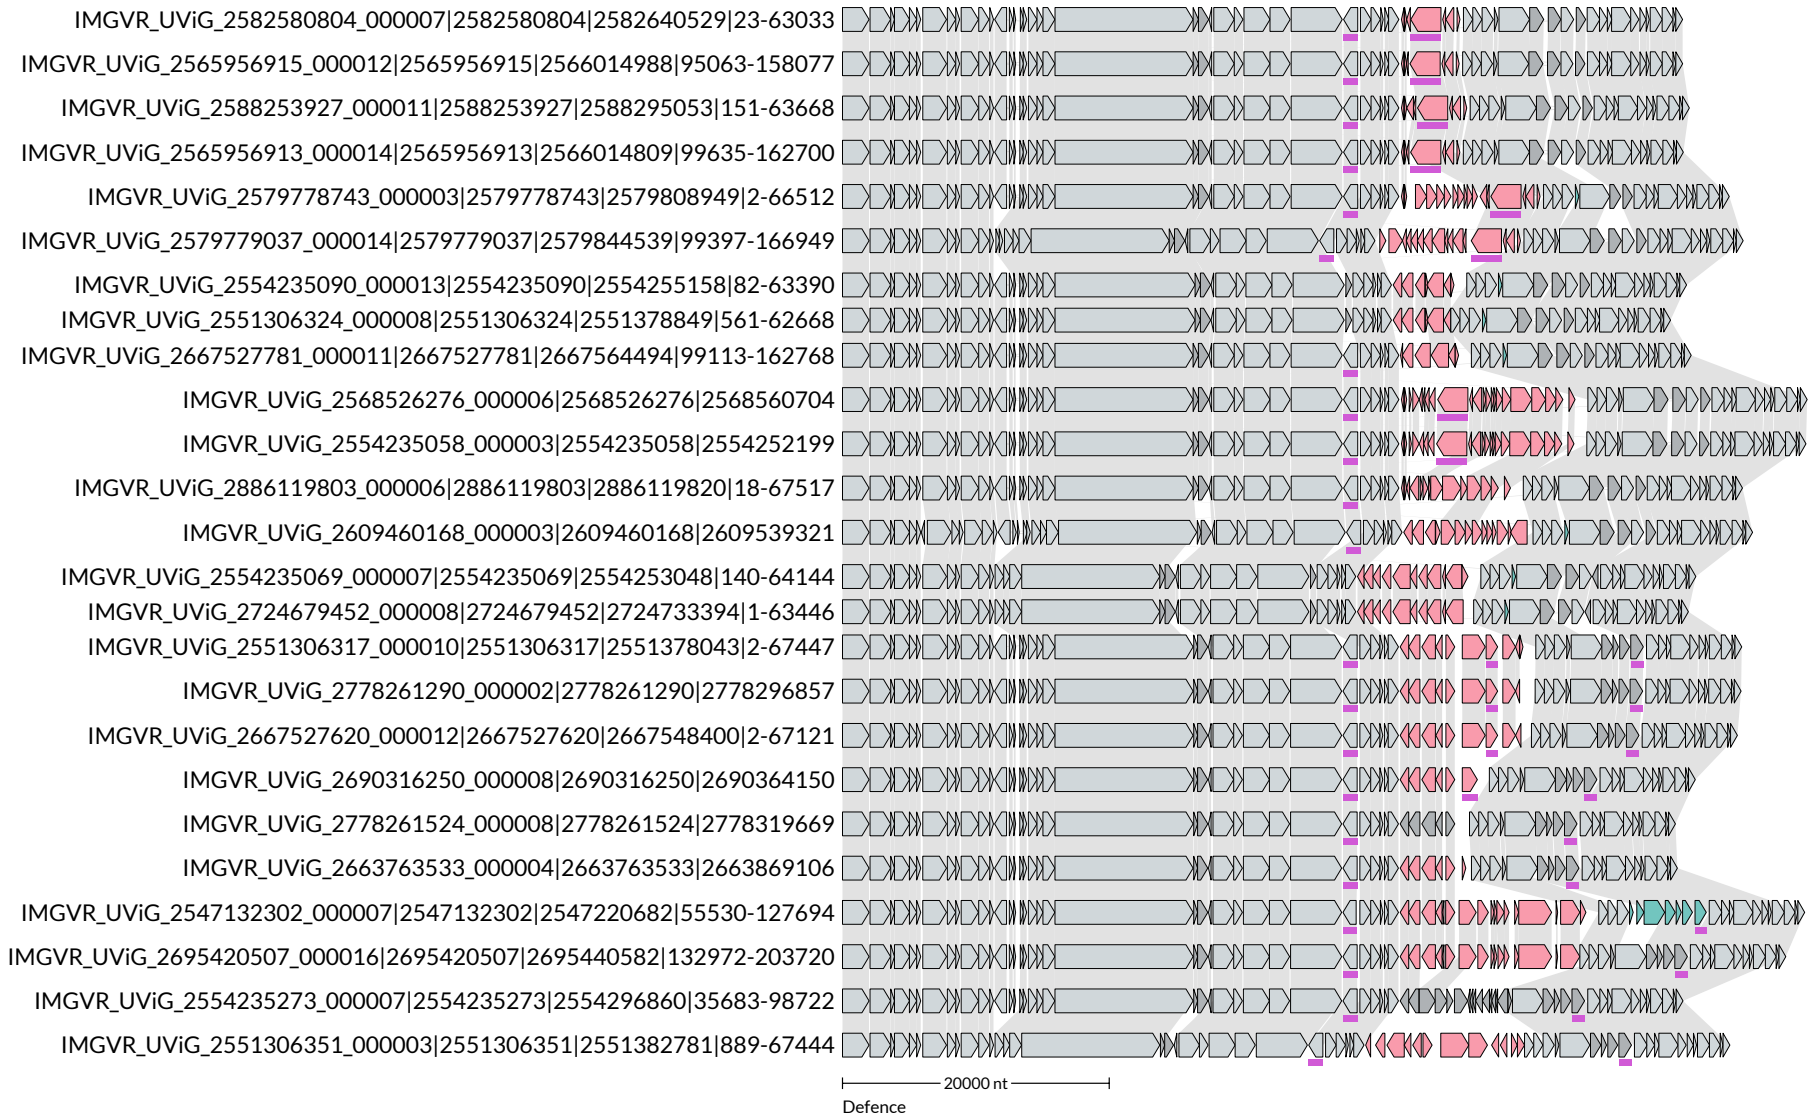 IMGVR_UViG_2582580804_000007|2582580804|2582640529|23-63033
IMGVR_UViG_2565956915_000012|2565956915|2566014988|95063-158077
IMGVR_UViG_2588253927_000011|2588253927|2588295053|151-63668
IMGVR_UViG_2565956913_000014|2565956913|2566014809|99635-162700
IMGVR_UViG_2579778743_000003|2579778743|2579808949|2-66512
IMGVR_UViG_2579779037_000014|2579779037|2579844539|99397-166949
IMGVR_UViG_2554235090_000013|2554235090|2554255158|82-63390
IMGVR_UViG_2551306324_000008|2551306324|2551378849|561-62668
IMGVR_UViG_2667527781_000011|2667527781|2667564494|99113-162768
IMGVR_UViG_2568526276_000006|2568526276|2568560704
IMGVR_UViG_2554235058_000003|2554235058|2554252199
IMGVR_UViG_2886119803_000006|2886119803|2886119820|18-67517
IMGVR_UViG_2609460168_000003|2609460168|2609539321
IMGVR_UViG_2554235069_000007|2554235069|2554253048|140-64144
IMGVR_UViG_2724679452_000008|2724679452|2724733394|1-63446
IMGVR_UViG_2551306317_000010|2551306317|2551378043|2-67447
IMGVR_UViG_2778261290_000002|2778261290|2778296857
IMGVR_UViG_2667527620_000012|2667527620|2667548400|2-67121
IMGVR_UViG_2690316250_000008|2690316250|2690364150
IMGVR_UViG_2778261524_000008|2778261524|2778319669
IMGVR_UViG_2663763533_000004|2663763533|2663869106
IMGVR_UViG_2547132302_000007|2547132302|2547220682|55530-127694
IMGVR_UViG_2695420507_000016|2695420507|2695440582|132972-203720
IMGVR_UViG_2554235273_000007|2554235273|2554296860|35683-98722
IMGVR_UViG_2551306351_000003|2551306351|2551382781|889-67444
20000 nt
Defence